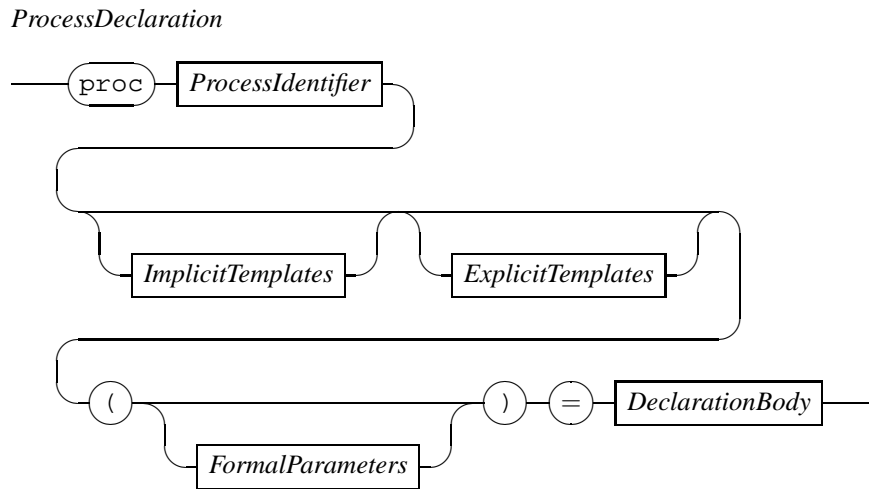 ProcessDeclaration
proc ProcessIdentifier
ImplicitTemplates ExplicitTemplates
( ) = DeclarationBody
FormalParameters